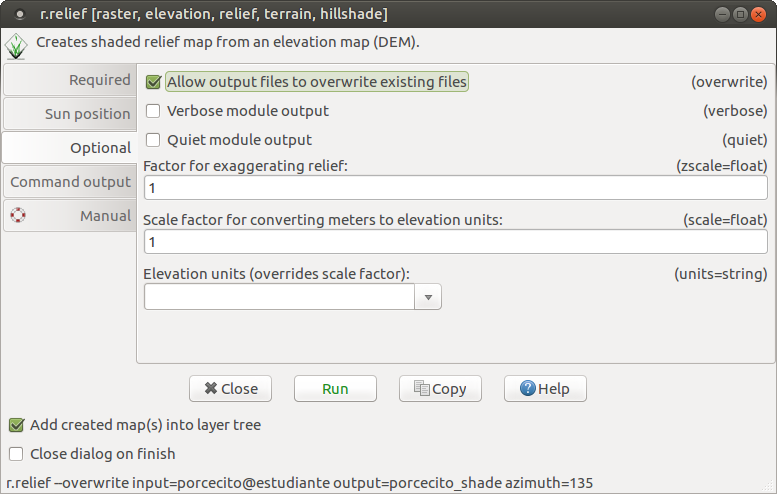 r.relief [raster, elevation, relief, terrain, hillshade]
Creates shaded relief map from an elevation map (DEM).
Required
Sun position
Optional
Command output
Manual
Allow output files to overwrite existing files (overwrite)
Verbose module output (verbose)
Quiet module output (quiet)
Factor for exaggerating relief: (zscale=float)
1
Scale factor for converting meters to elevation units: (scale=float)
1
Elevation units (overrides scale factor): (units=string)
Close Run Copy Help
Add created map(s) into layer tree
Close dialog on finish
r.relief --overwrite input=porcecito@estudiante output=porcecito_shade azimuth=135